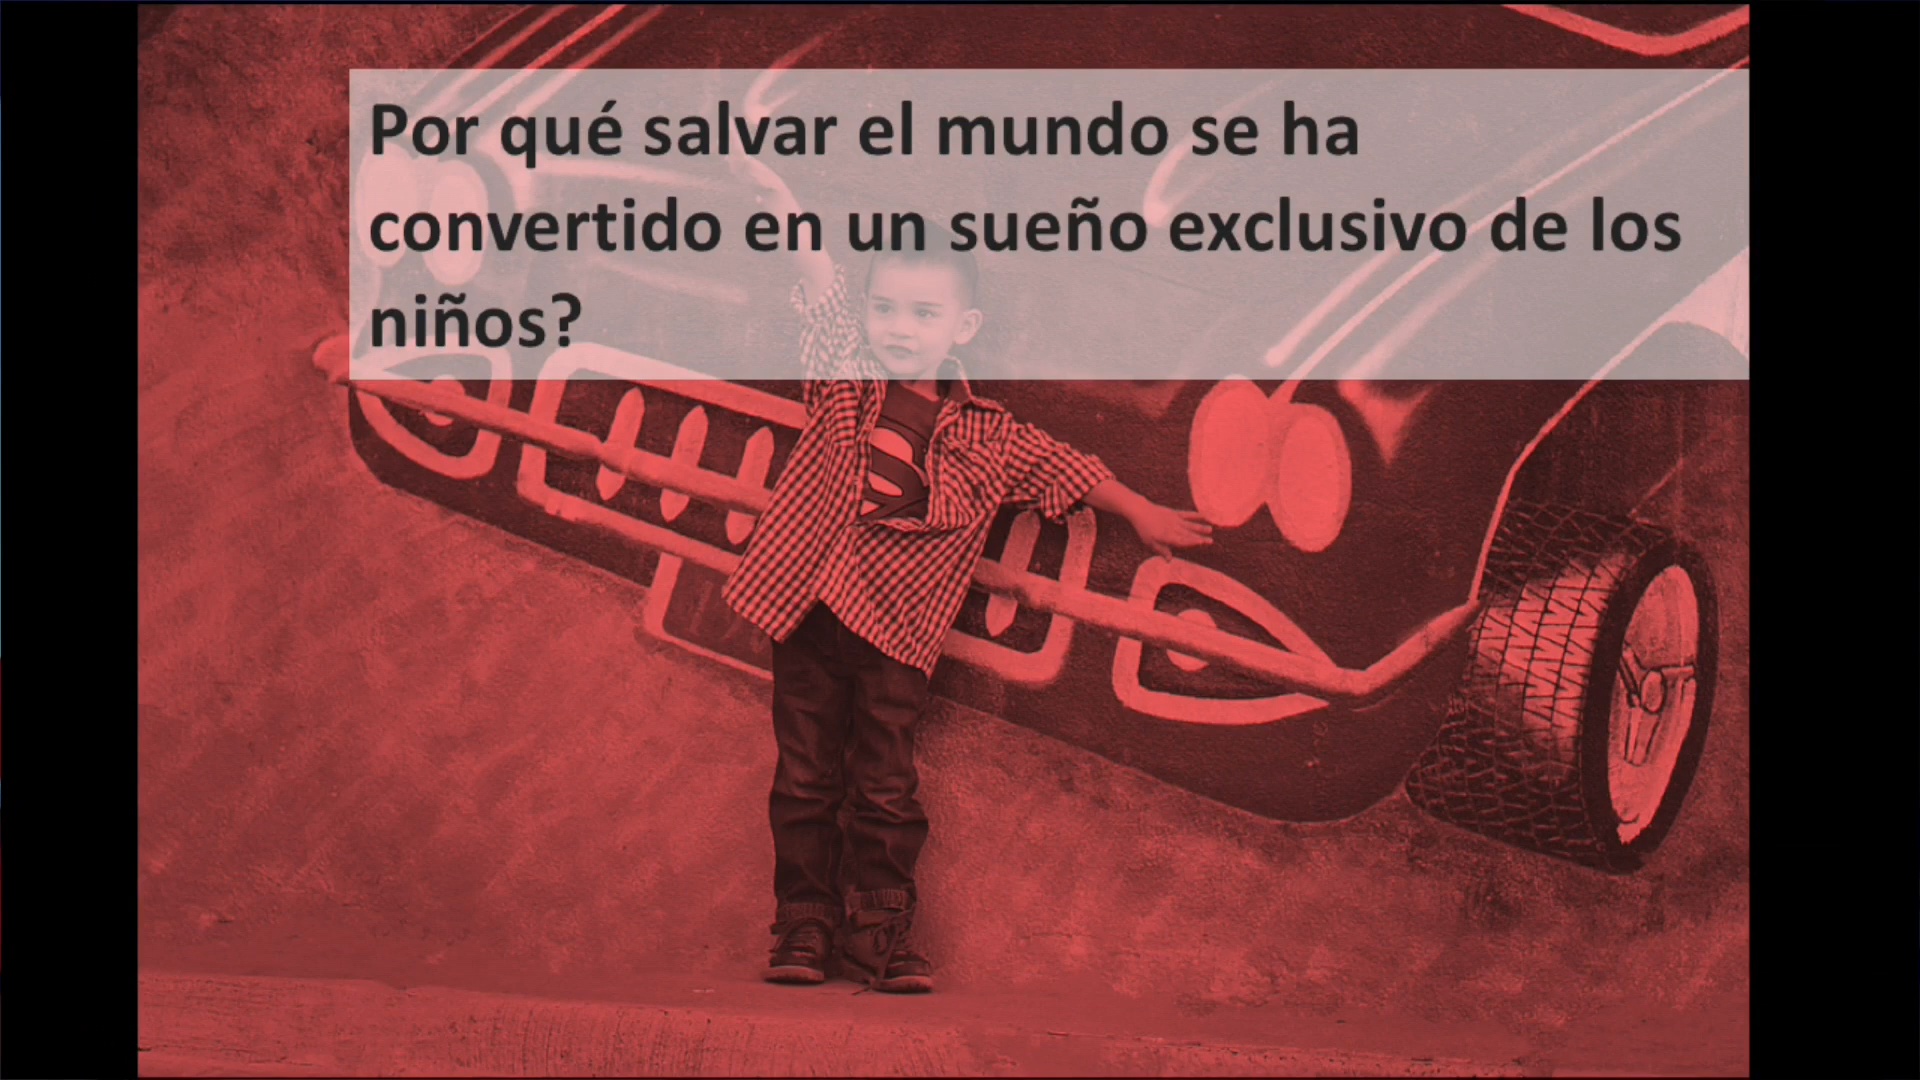 Por qué salvar el mundo se ha
convertido en un sueño exclusivo de los
niños?